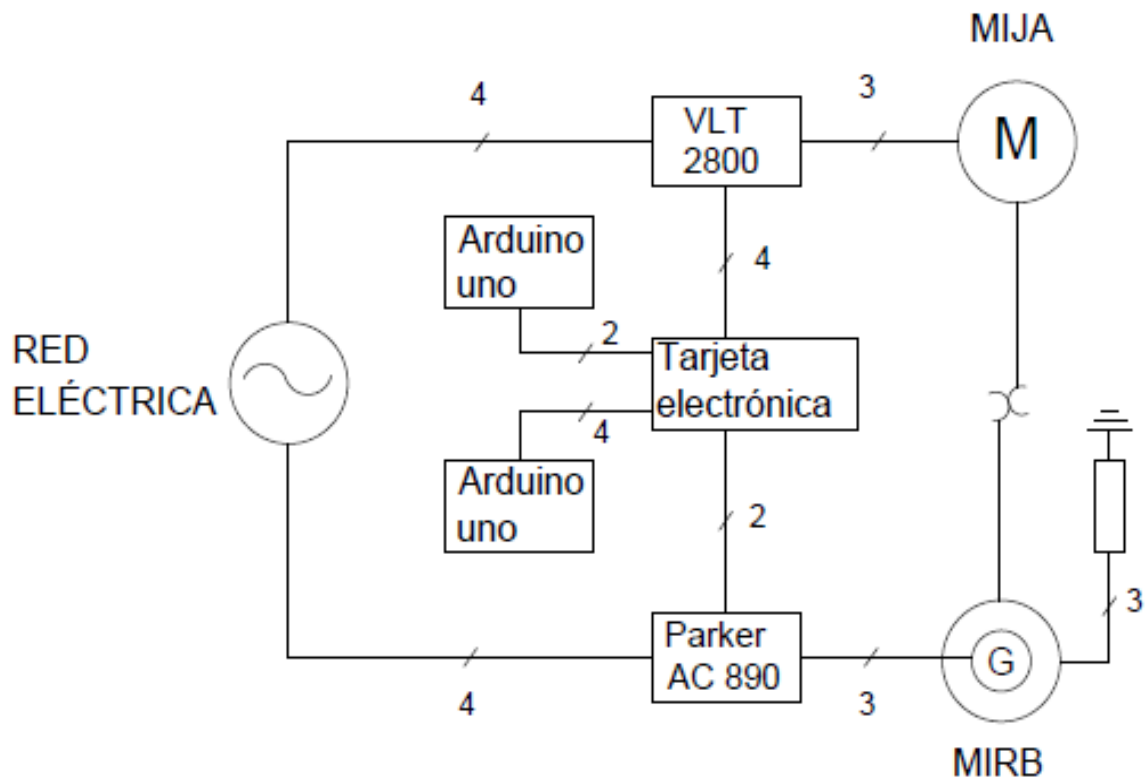 MIJA
4
3
VLT
2800
M
Arduino
uno
4
2
RED
ELÉCTRICA
Tarjeta
electrónica
4
Arduino
uno
2
3
Parker
AC 890
G
4
3
MIRB